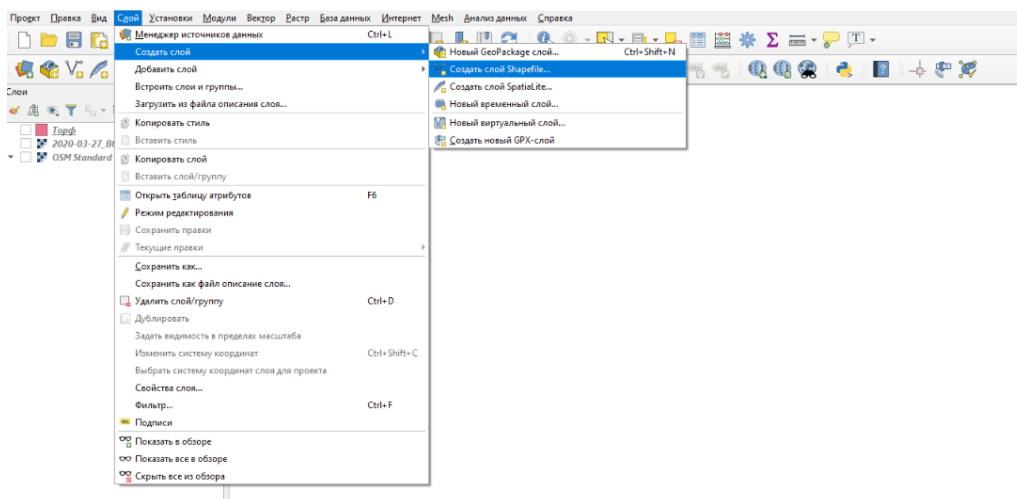 Проект Правка Вид Слой Установки Модули Вектор Растр База данных Интернет Mesh Анализ данных Справка
Менеджер источников данных Ctrl+L
Создать слой
Добавить слой
Встроить слои и группы...
Загрузить из файла описания слоя...
Копировать стиль
Вставить стиль
Копировать слой
Вставить слой/группу
Открыть таблицу атрибутов F6
Режим редактирования
Сохранить правки
Текущие правки
Сохранить как...
Сохранить как файл описание слоя...
Удалить слой/группу Ctrl+D
Дублировать
Задать видимость в пределах масштаба
Изменить систему координат Ctrl+Shift+C
Выбрать систему координат слоя для проекта
Свойства слоя...
Фильтр... Ctrl+F
Подписи
Показать в обзоре
Показать все в обзоре
Скрыть все из обзора
Новый GeoPackage слой... Ctrl+Shift+N
Создать слой Shapefile...
Создать слой SpatiaLite...
Новый временный слой...
Новый виртуальный слой...
Создать новый GPX-слой
Слои
Торф
2020-03-27_
OSM Standard